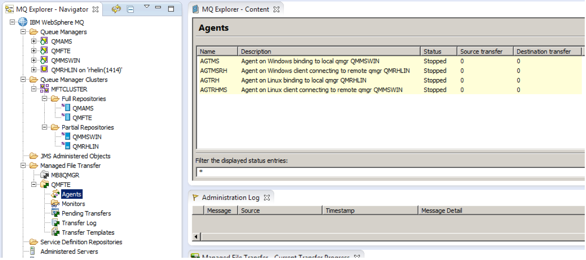 MQ Explorer - Navigator
IBM WebSphere MQ
Queue Managers
QMAMS
QMFTE
QMMSWIN
QMRHLIN on 'rhelin(1414)'
Queue Manager Clusters
MFTCLUSTER
Full Repositories
QMAMS
QMFTE
Partial Repositories
QMMSWIN
QMRHLIN
JMS Administered Objects
Managed File Transfer
MB8QMGR
QMFTE
Agents
Monitors
Pending Transfers
Transfer Log
Transfer Templates
Service Definition Repositories
Administered Servers
MQ Explorer - Content
Agents
Name Description Status Source transfer Destination transfer
AGTMS Agent on Windows binding to local qmgr QMMSWIN Stopped 0 0
AGTMSRH Agent on Windows client connecting to remote qmgr QMRHLIN Stopped 0 0
AGTRH Agent on Linux binding to local qmgr QMRHLIN Stopped 0 0
AGTRHMS Agent on Linux client connecting to remote qmgr QMMSWIN Stopped 0 0
Filter the displayed status entries:
*
Administration Log
Message Source Timestamp Message Detail
Managed File Transfer - Current Transfer Progress